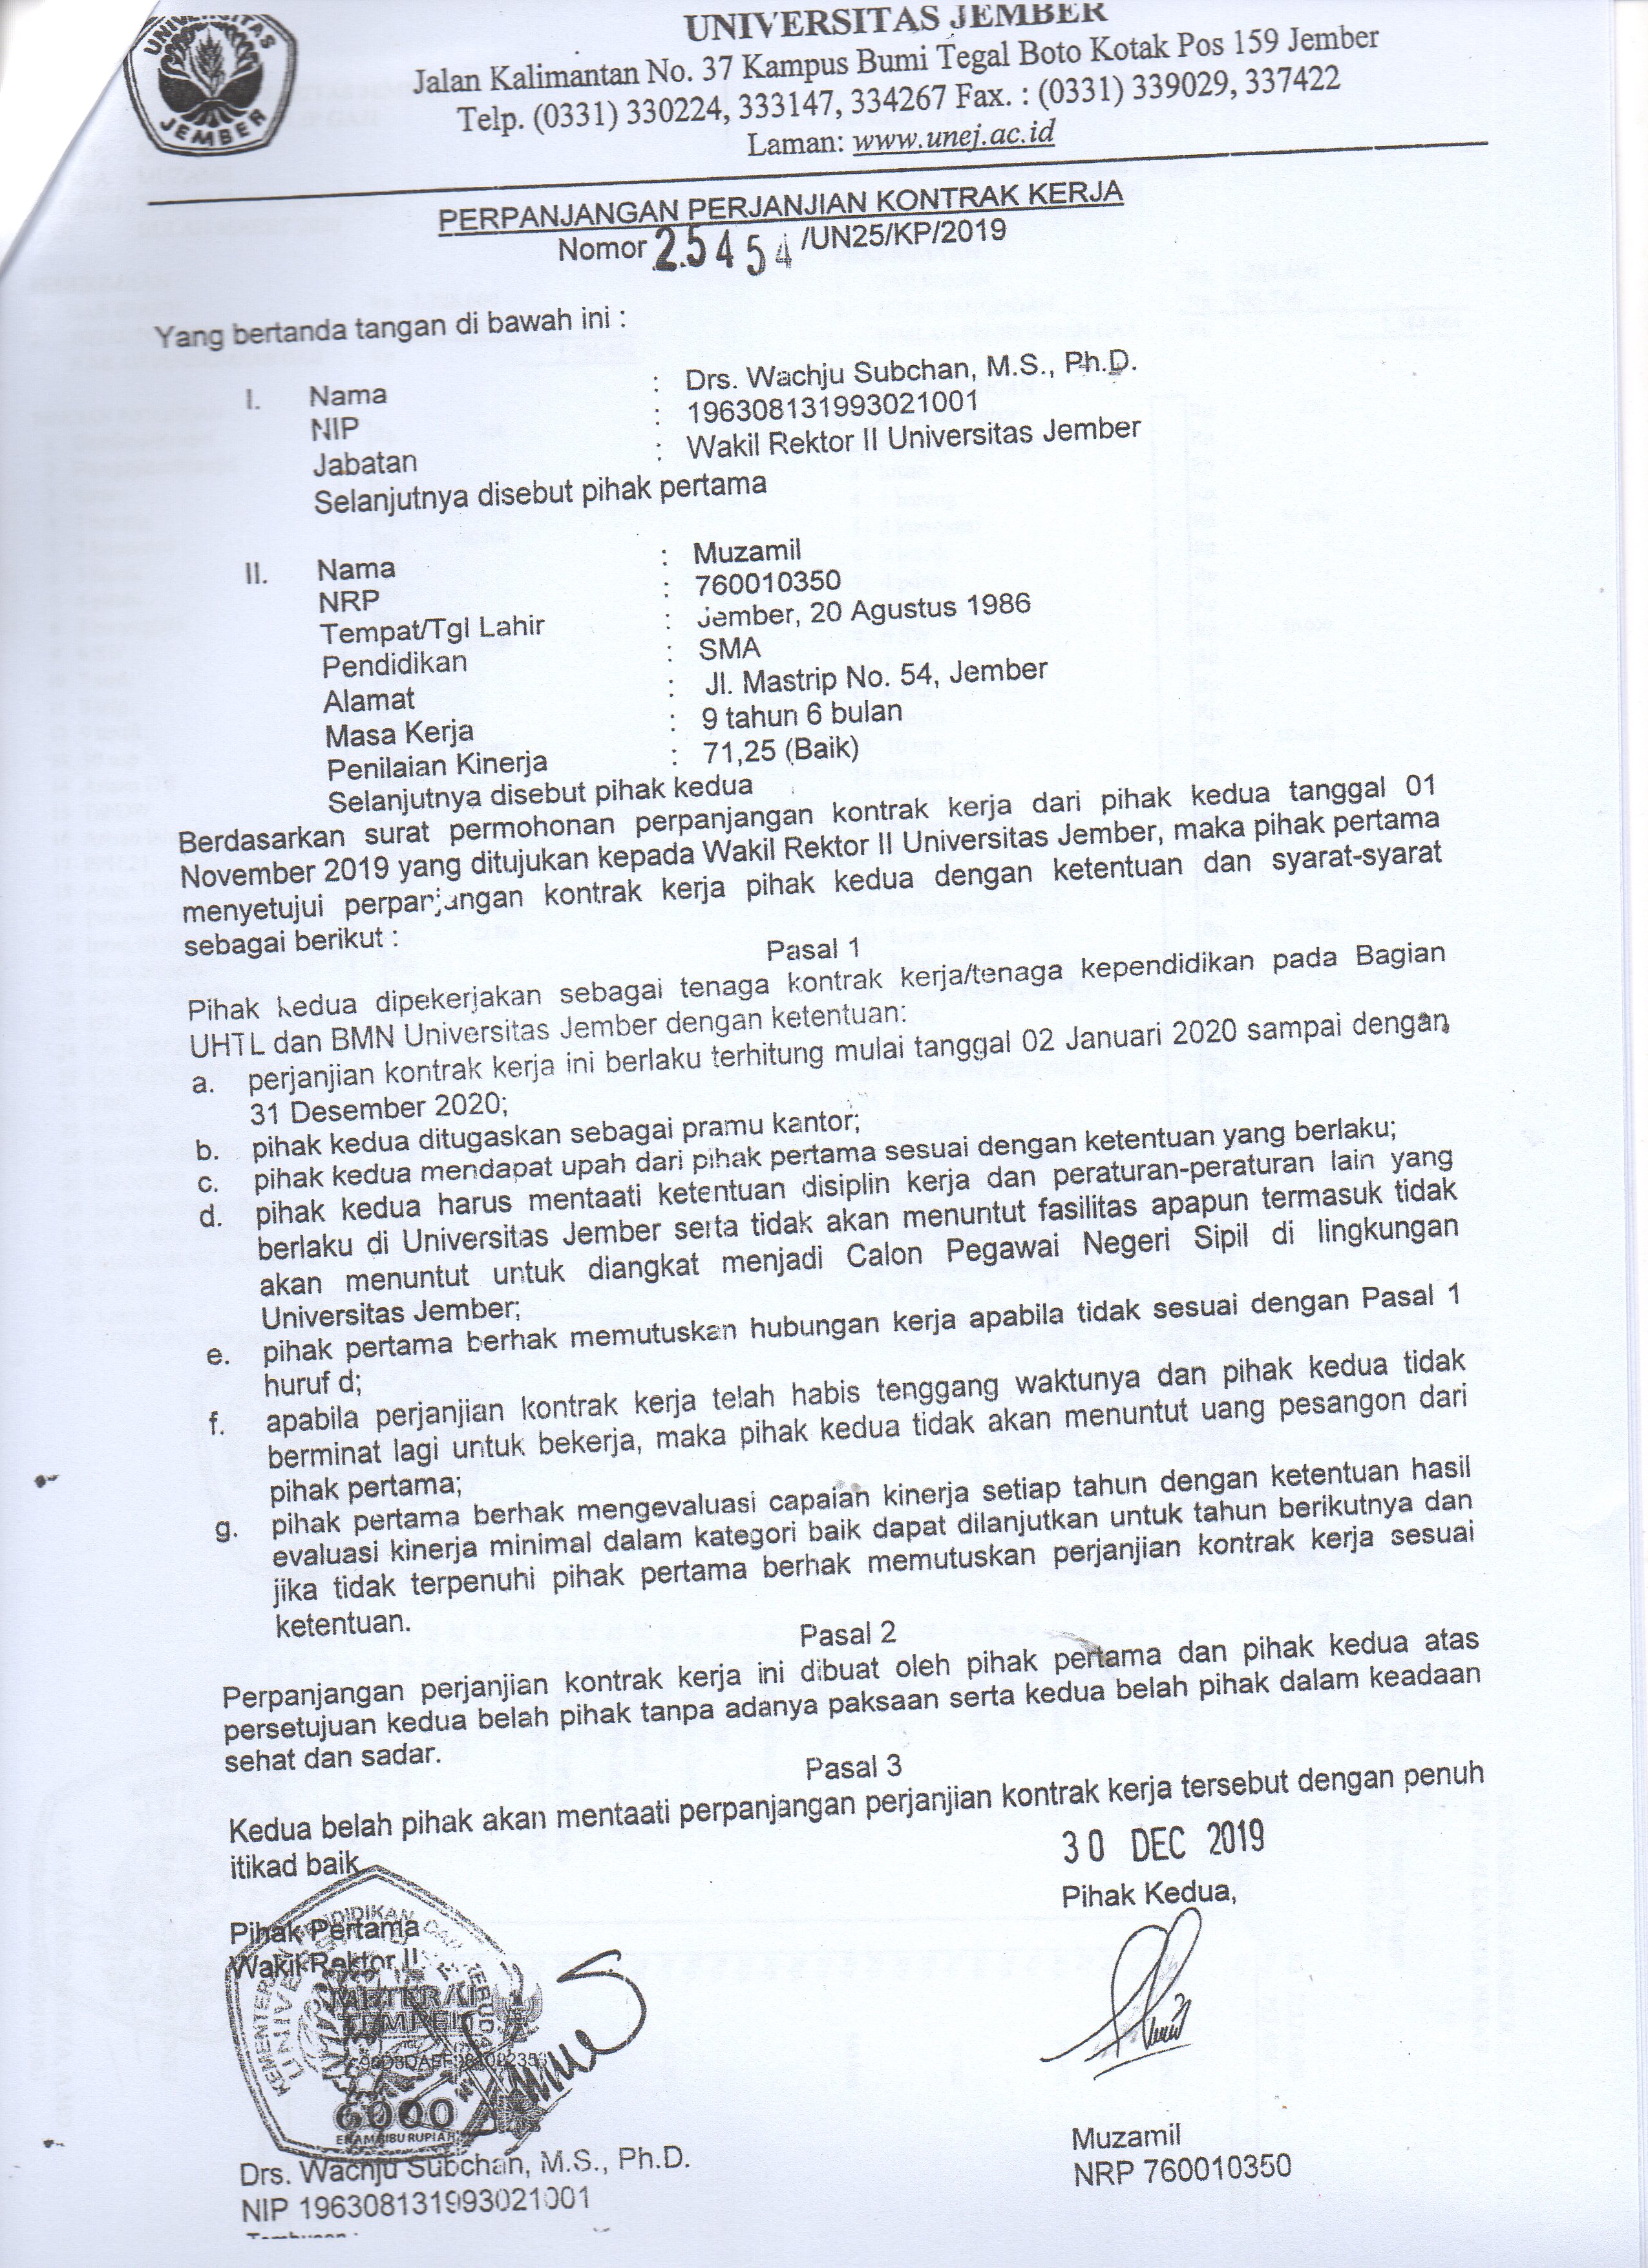 UNIVERSITAS
JEMBER
UNIVERSITAS JEMBER
Jalan Kalimantan No. 37 Kampus Bumi Tegal Boto Kotak Pos 159 Jember
Telp. (0331) 330224, 333147, 334267 Fax. : (0331) 339029, 337422
Laman: www.unej.ac.id
PERPANJANGAN PERJANJIAN KONTRAK KERJA
Nomor 25454 /UN25/KP/2019
Yang bertanda tangan di bawah ini :
I. Nama : Drs. Wachju Subchan, M.S., Ph.D.
NIP : 196308131993021001
Jabatan : Wakil Rektor II Universitas Jember
Selanjutnya disebut pihak pertama
II. Nama : Muzamil
NRP : 760010350
Tempat/Tgl Lahir : Jember, 20 Agustus 1986
Pendidikan : SMA
Alamat : Jl. Mastrip No. 54, Jember
Masa Kerja : 9 tahun 6 bulan
Penilaian Kinerja : 71,25 (Baik)
Selanjutnya disebut pihak kedua
Berdasarkan surat permohonan perpanjangan kontrak kerja dari pihak kedua tanggal 01
November 2019 yang ditujukan kepada Wakil Rektor II Universitas Jember, maka pihak pertama
menyetujui perpanjangan kontrak kerja pihak kedua dengan ketentuan dan syarat-syarat
sebagai berikut :
Pasal 1
Pihak kedua dipekerjakan sebagai tenaga kontrak kerja/tenaga kependidikan pada Bagian
UHTL dan BMN Universitas Jember dengan ketentuan:
a. perjanjian kontrak kerja ini berlaku terhitung mulai tanggal 02 Januari 2020 sampai dengan
31 Desember 2020;
b. pihak kedua ditugaskan sebagai pramu kantor;
c. pihak kedua mendapat upah dari pihak pertama sesuai dengan ketentuan yang berlaku;
d. pihak kedua harus mentaati ketentuan disiplin kerja dan peraturan-peraturan lain yang
berlaku di Universitas Jember serta tidak akan menuntut fasilitas apapun termasuk tidak
akan menuntut untuk diangkat menjadi Calon Pegawai Negeri Sipil di lingkungan
Universitas Jember;
e. pihak pertama berhak memutuskan hubungan kerja apabila tidak sesuai dengan Pasal 1
huruf d;
f. apabila perjanjian kontrak kerja telah habis tenggang waktunya dan pihak kedua tidak
berminat lagi untuk bekerja, maka pihak kedua tidak akan menuntut uang pesangon dari
pihak pertama;
g. pihak pertama berhak mengevaluasi capaian kinerja setiap tahun dengan ketentuan hasil
evaluasi kinerja minimal dalam kategori baik dapat dilanjutkan untuk tahun berikutnya dan
jika tidak terpenuhi pihak pertama berhak memutuskan perjanjian kontrak kerja sesuai
ketentuan.
Pasal 2
Perpanjangan perjanjian kontrak kerja ini dibuat oleh pihak pertama dan pihak kedua atas
persetujuan kedua belah pihak tanpa adanya paksaan serta kedua belah pihak dalam keadaan
sehat dan sadar.
Pasal 3
Kedua belah pihak akan mentaati perpanjangan perjanjian kontrak kerja tersebut dengan penuh
itikad baik
30 DEC 2019
Pihak Kedua,
Pihak Pertama
Wakil Rektor II
METERAI
TEMPEL
6000
ENAM RIBU RUPIAH
Drs. Wachju Subchan, M.S., Ph.D.
NIP 196308131993021001
Muzamil
NRP 760010350
Tembusan :